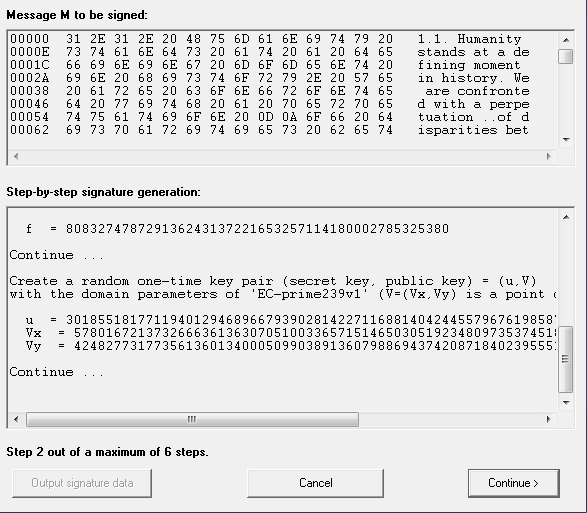 Message M to be signed:
00000 31 2E 31 2E 20 48 75 6D 61 6E 69 74 79 20 1.1. Humanity
0000E 73 74 61 6E 64 73 20 61 74 20 61 20 64 65 stands at a de
0001C 66 69 6E 69 6E 67 20 6D 6F 6D 65 6E 74 20 fining moment
0002A 69 6E 20 68 69 73 74 6F 72 79 2E 20 57 65 in history. We
00038 20 61 72 65 20 63 6F 6E 66 72 6F 6E 74 65 are confronte
00046 64 20 77 69 74 68 20 61 20 70 65 72 70 65 d with a perpe
00054 74 75 61 74 69 6F 6E 20 0D 0A 6F 66 20 64 tuation ..of d
00062 69 73 70 61 72 69 74 69 65 73 20 62 65 74 isparities bet
Step-by-step signature generation:
f = 808327478729136243137221653257114180002785325380
Continue ...
Create a random one-time key pair (secret key, public key) = (u,V)
with the domain parameters of 'EC-prime239v1' (V=(Vx,Vy) is a point
u = 3018551817711940129468966793902814227116881404244557967619858
Vx = 578016721373266636136307051003365715146503051923480973537451
Vy = 424827731773561360134000509903891360798869437420871840239555
Continue ...
Step 2 out of a maximum of 6 steps.
Output signature data Cancel Continue >